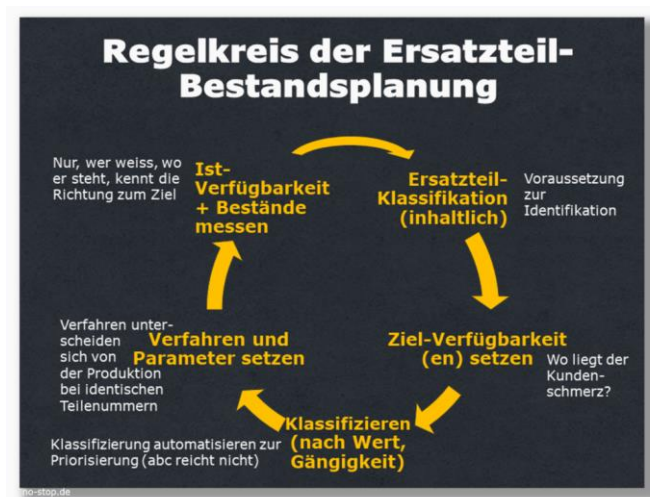 Regelkreis der Ersatzteil-
Bestandsplanung
Nur, wer weiss, wo
er steht, kennt die
Richtung zum Ziel
Ist-
Verfügbarkeit
+ Bestände
messen
Ersatzteil-
Klassifikation
(inhaltlich)
Voraussetzung
zur
Identifikation
Ziel-Verfügbarkeit
(en) setzen
Wo liegt der
Kunden-
schmerz?
Klassifizieren
(nach Wert,
Gängigkeit)
Klassifizierung automatisieren zur
Priorisierung (abc reicht nicht)
Verfahren und
Parameter setzen
Verfahren unter-
scheiden
sich von
der Produktion
bei identischen
Teilenummern
no-stop.de